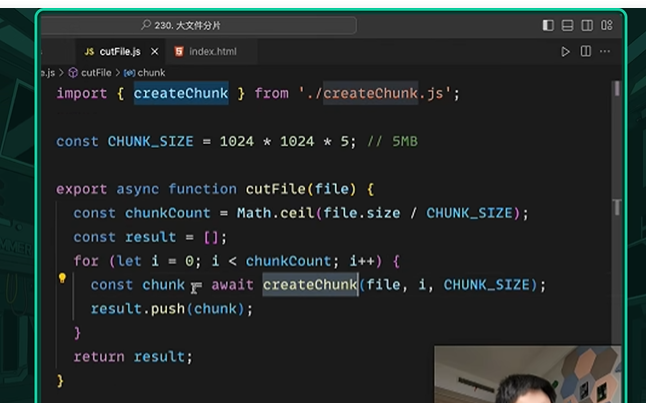 230. 大文件分片
JS cutFile.js × 5 index.html
e.js > cutFile > chunk
import { createChunk } from './createChunk.js';
const CHUNK_SIZE = 1024 * 1024 * 5; // 5MB
export async function cutFile(file) {
const chunkCount = Math.ceil(file.size / CHUNK_SIZE);
const result = [];
for (let i = 0; i < chunkCount; i++) {
const chunk = await createChunk(file, i, CHUNK_SIZE);
result.push(chunk);
}
return result;
}